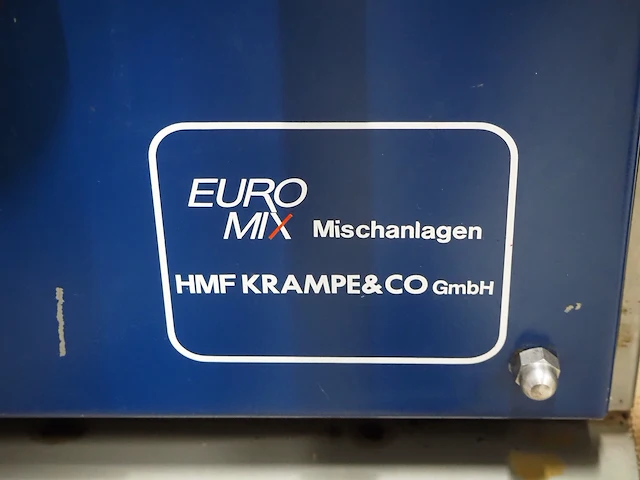 EURO
MIX Mischanlagen
HMF KRAMPE&CO GmbH